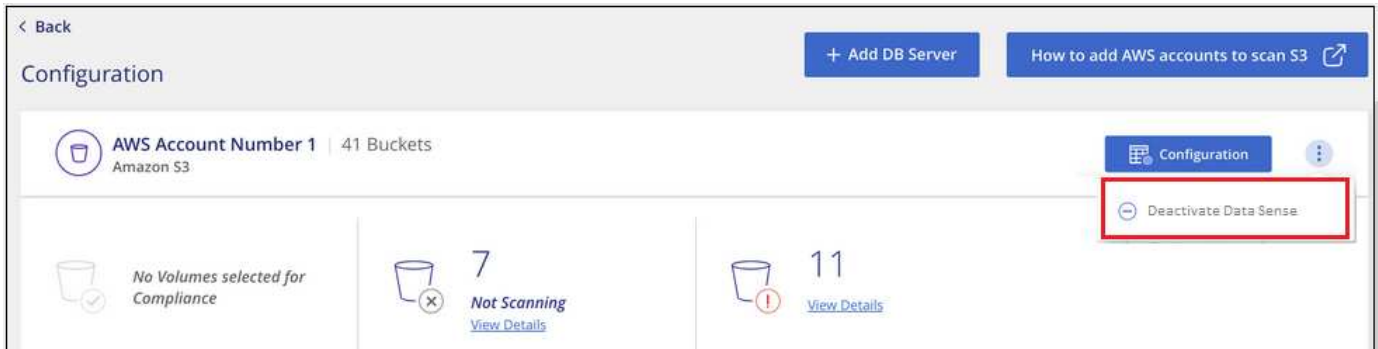 < Back
+ Add DB Server
How to add AWS accounts to scan S3
Configuration
AWS Account Number 1 | 41 Buckets
Amazon S3
Configuration
Deactivate Data Sense
No Volumes selected for
Compliance
7
Not Scanning
View Details
11
View Details